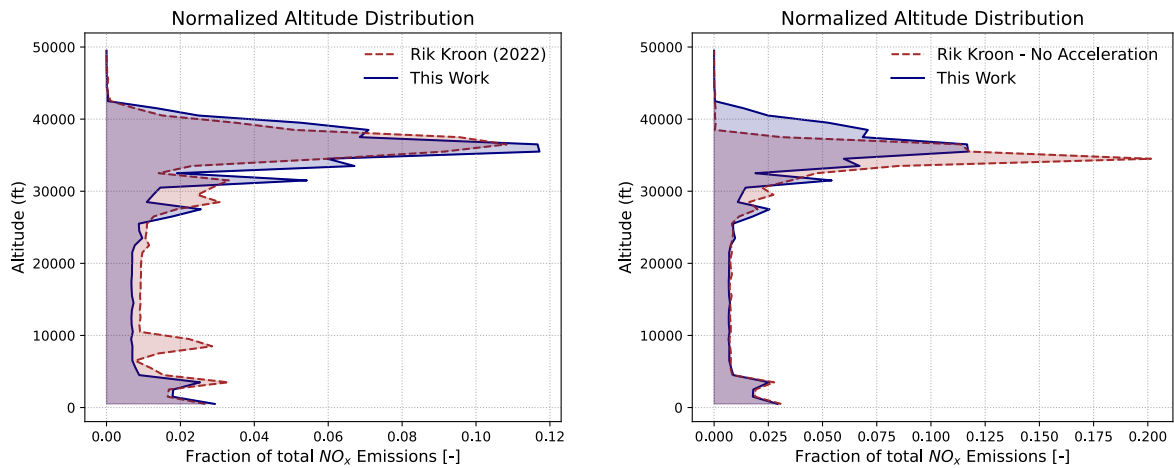 Normalized Altitude Distribution
Rik Kroon (2022)
This Work
Altitude (ft)
50000
40000
30000
20000
10000
0
0.00 0.02 0.04 0.06 0.08 0.10 0.12
Fraction of total NOₓ Emissions [-]
Normalized Altitude Distribution
Rik Kroon - No Acceleration
This Work
Altitude (ft)
50000
40000
30000
20000
10000
0
0.000 0.025 0.050 0.075 0.100 0.125 0.150 0.175 0.200
Fraction of total NOₓ Emissions [-]